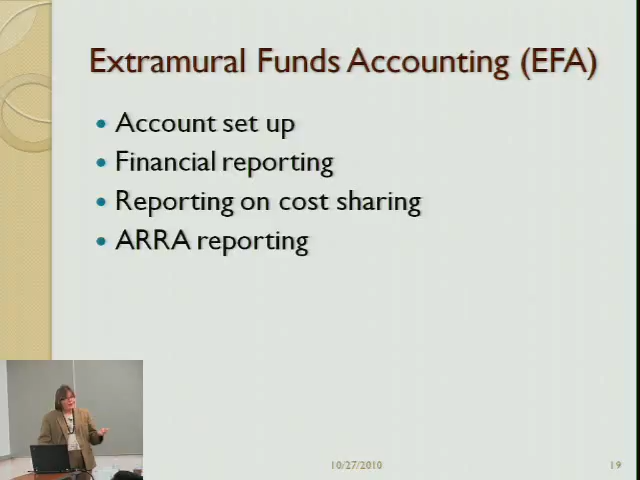 Extramural Funds Accounting (EFA)
Account set up
Financial reporting
Reporting on cost sharing
ARRA reporting
10/27/2010
19